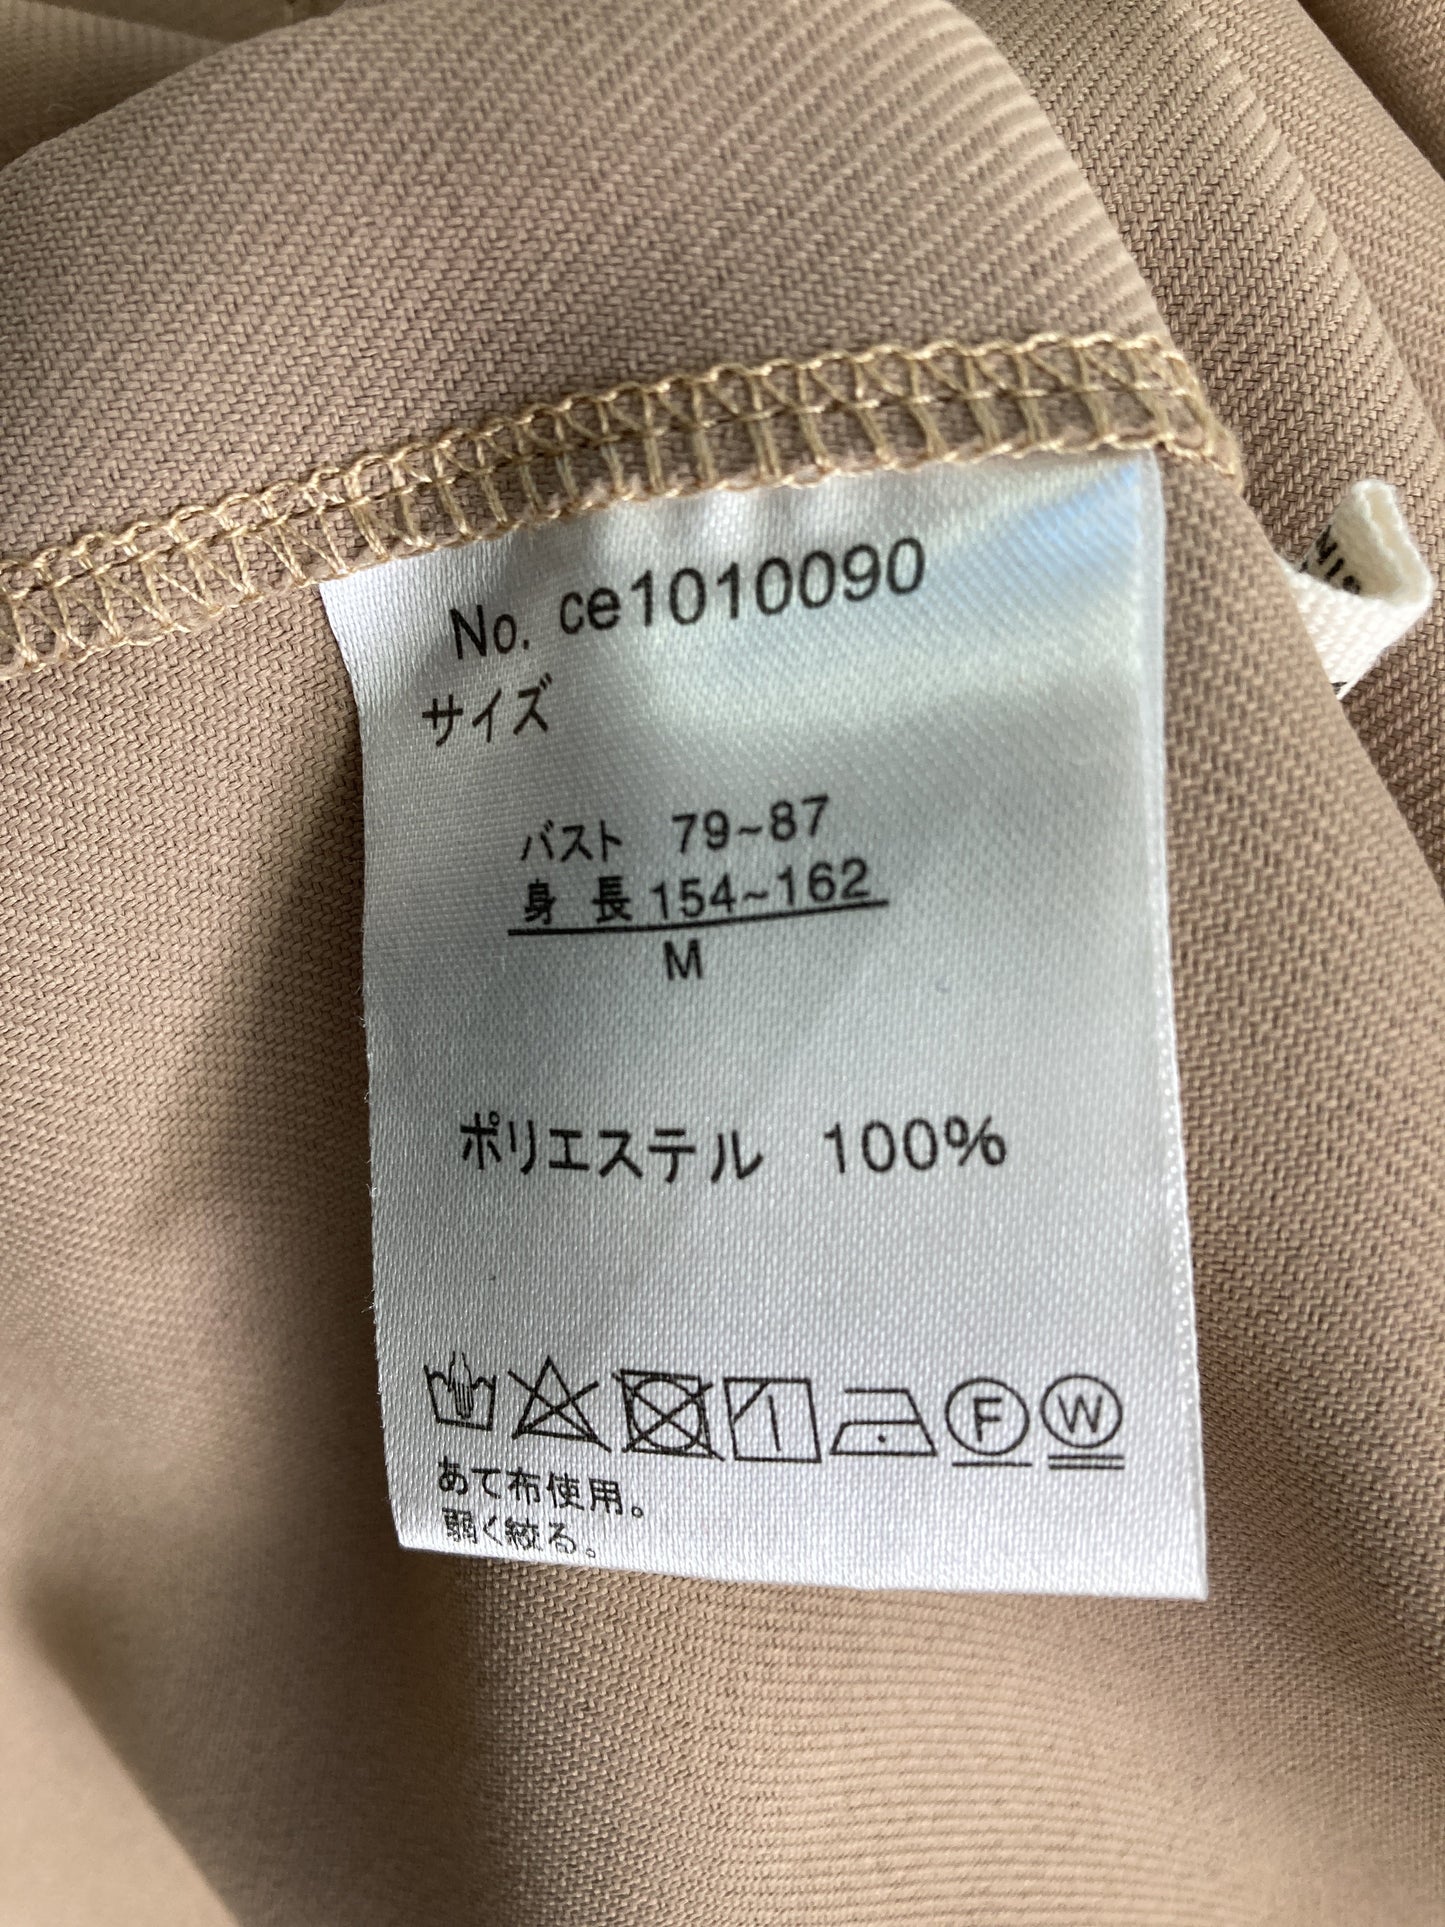 No. ce1010090
サイズ
バスト 79~87
身 長 154~162
M
ポリエステル 100%
F W
あて布使用。
弱く絞る。